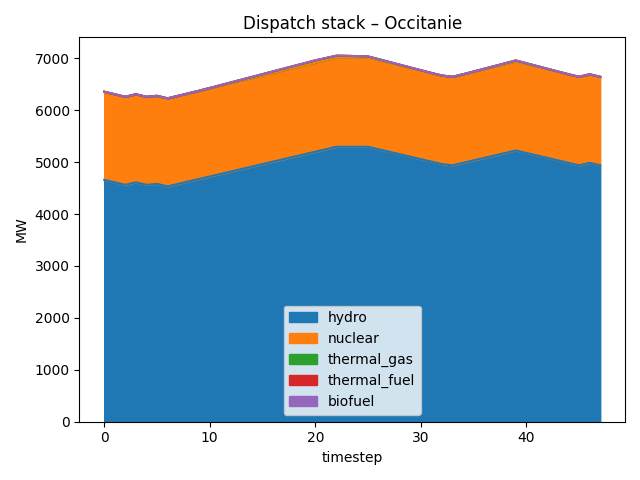 Dispatch stack – Occitanie
7000
6000
5000
4000
3000
2000
1000
0
MW
hydro
nuclear
thermal_gas
thermal_fuel
biofuel
0 10 20 30 40
timestep